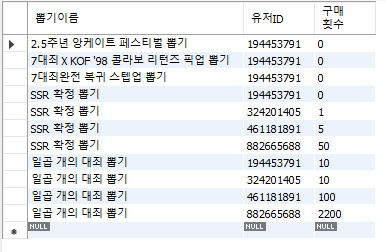 뽑기이름 유저ID 구매
횟수
2.5주년 앙케이트 페스티벌 뽑기 194453791 0
7대죄 X KOF '98 콜라보 리턴즈 픽업 뽑기 194453791 0
7대죄완전 복귀 스텝업 뽑기 194453791 0
SSR 확정 뽑기 194453791 0
SSR 확정 뽑기 324201405 1
SSR 확정 뽑기 461181891 5
SSR 확정 뽑기 882665688 50
일곱 개의 대죄 뽑기 194453791 10
일곱 개의 대죄 뽑기 324201405 10
일곱 개의 대죄 뽑기 461181891 100
일곱 개의 대죄 뽑기 882665688 2200
NULL NULL NULL